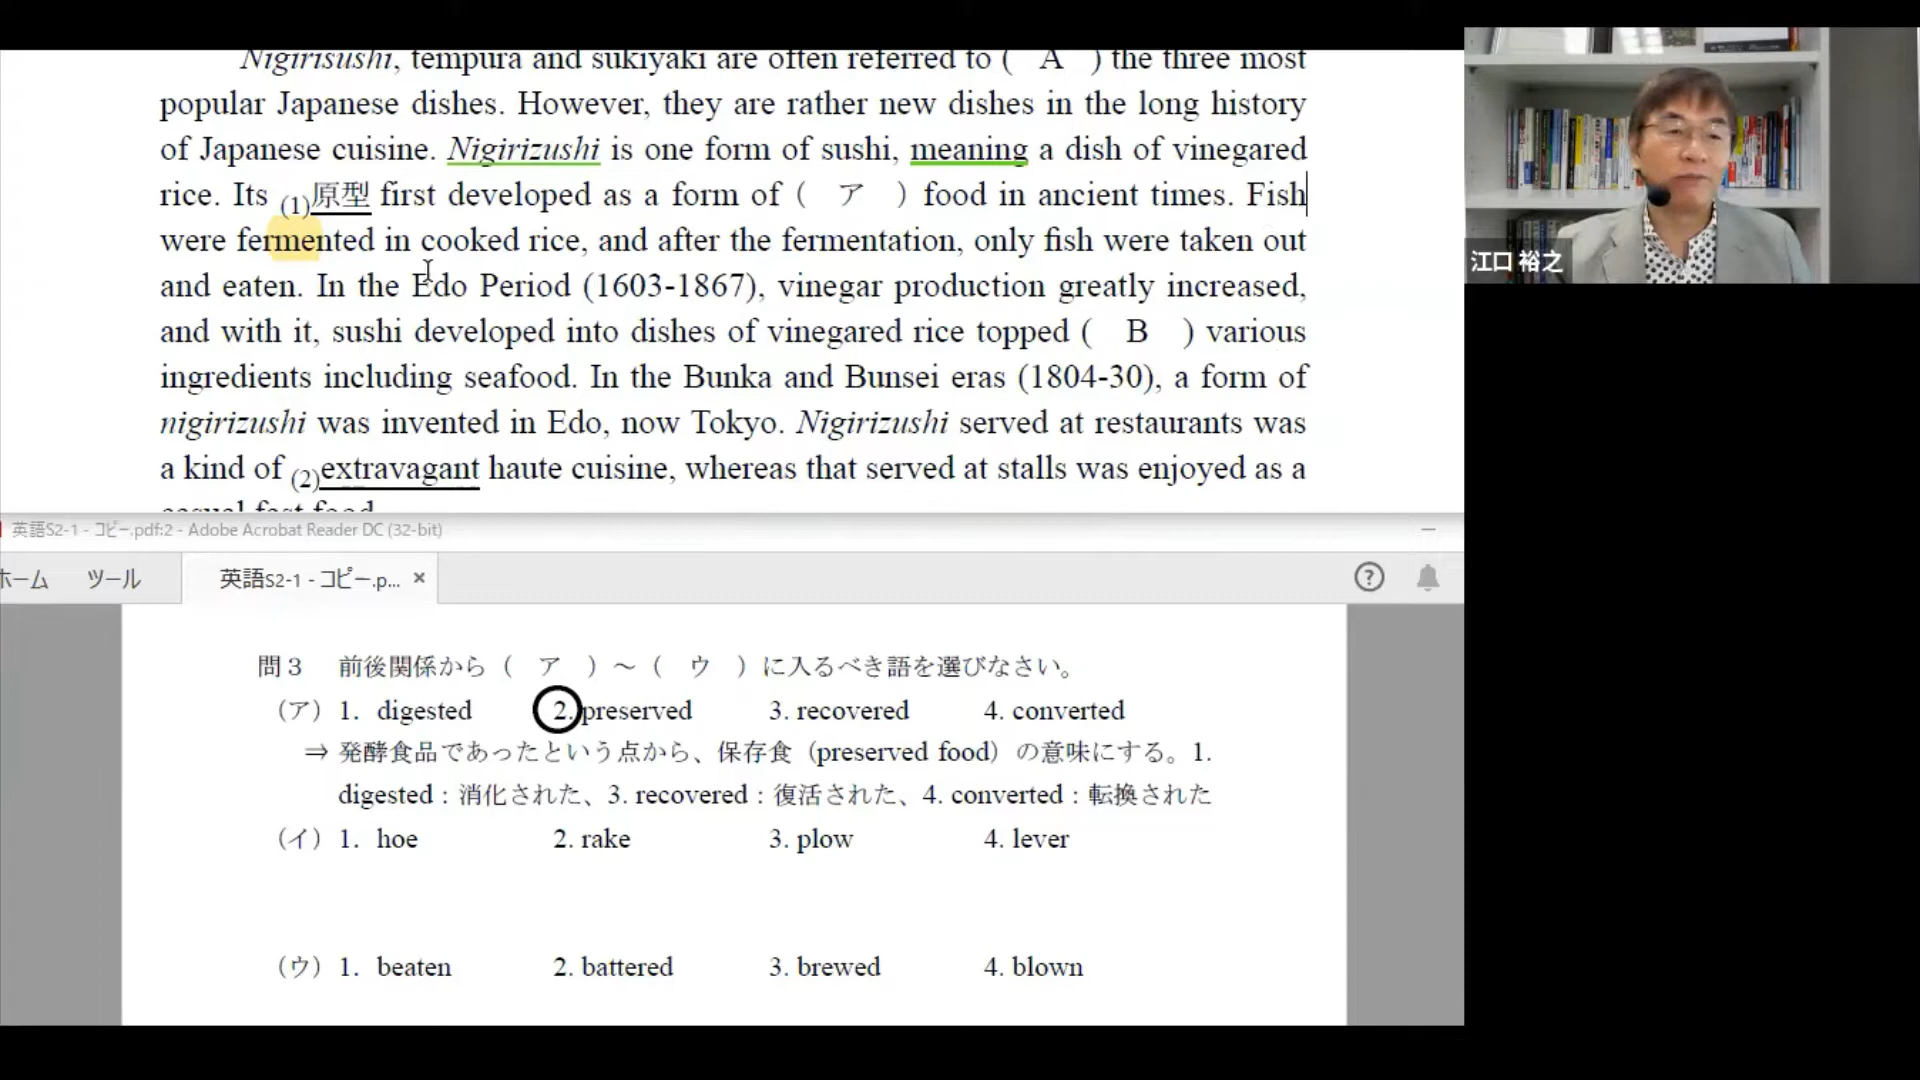 Nigirisushi, tempura and sukiyaki are often referred to ( A ) the three most
popular Japanese dishes. However, they are rather new dishes in the long history
of Japanese cuisine. Nigirizushi is one form of sushi, meaning a dish of vinegared
rice. Its (1)原型 first developed as a form of ( ア ) food in ancient times. Fish
were fermented in cooked rice, and after the fermentation, only fish were taken out
and eaten. In the Edo Period (1603-1867), vinegar production greatly increased,
and with it, sushi developed into dishes of vinegared rice topped ( B ) various
ingredients including seafood. In the Bunka and Bunsei eras (1804-30), a form of
nigirizushi was invented in Edo, now Tokyo. Nigirizushi served at restaurants was
a kind of (2)extravagant haute cuisine, whereas that served at stalls was enjoyed as a
casual fast food.
江口 裕之
英語S2-1 - コピー.pdf:2 - Adobe Acrobat Reader DC (32-bit)
ホーム ツール 英語S2-1 - コピー.p... ×
問３ 前後関係から（ ア ）～（ ウ ）に入るべき語を選びなさい。
（ア）1. digested 2. preserved 3. recovered 4. converted
⇒ 発酵食品であったという点から、保存食（preserved food）の意味にする。1.
digested：消化された、3. recovered：復活された、4. converted：転換された
（イ）1. hoe 2. rake 3. plow 4. lever
（ウ）1. beaten 2. battered 3. brewed 4. blown